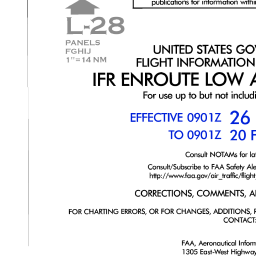 publications for information within
L-28
PANELS
FGHIJ
1"=14 NM
UNITED STATES GO
FLIGHT INFORMATION
IFR ENROUTE LOW A
For use up to but not includi
EFFECTIVE 0901Z 26
TO 0901Z 20 F
Consult NOTAMs for la
Consult/Subscribe to FAA Safety Ale
http://www.faa.gov/air_traffic/flight
CORRECTIONS, COMMENTS, A
FOR CHARTING ERRORS, OR FOR CHANGES, ADDITIONS, R
CONTACT:
FAA, Aeronautical Inform
1305 East-West Highway